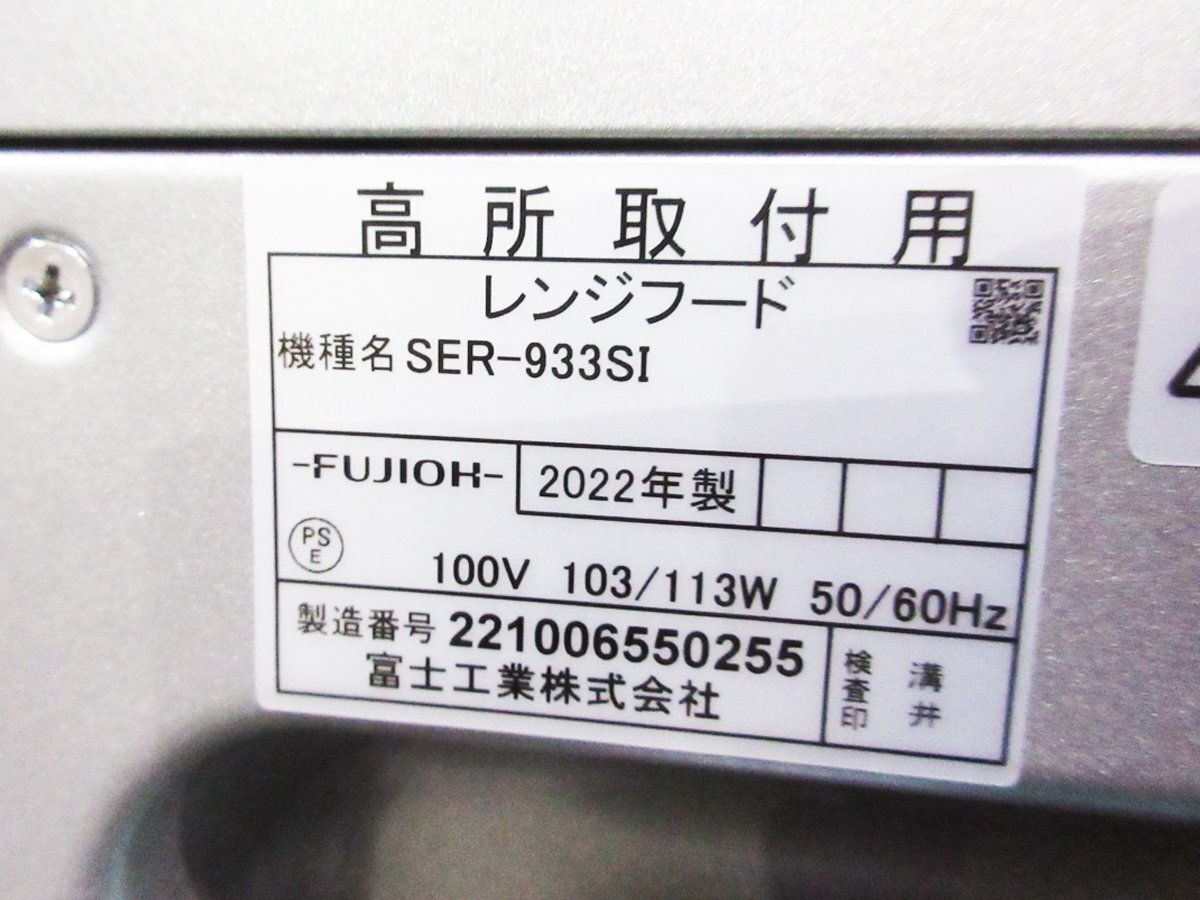 高所取付用
レンジフード
機種名 SER-933SI
-FUJIOH- 2022年製
PS
E
100V 103/113W 50/60Hz
製造番号 221006550255
富士工業株式会社
検査印
溝井